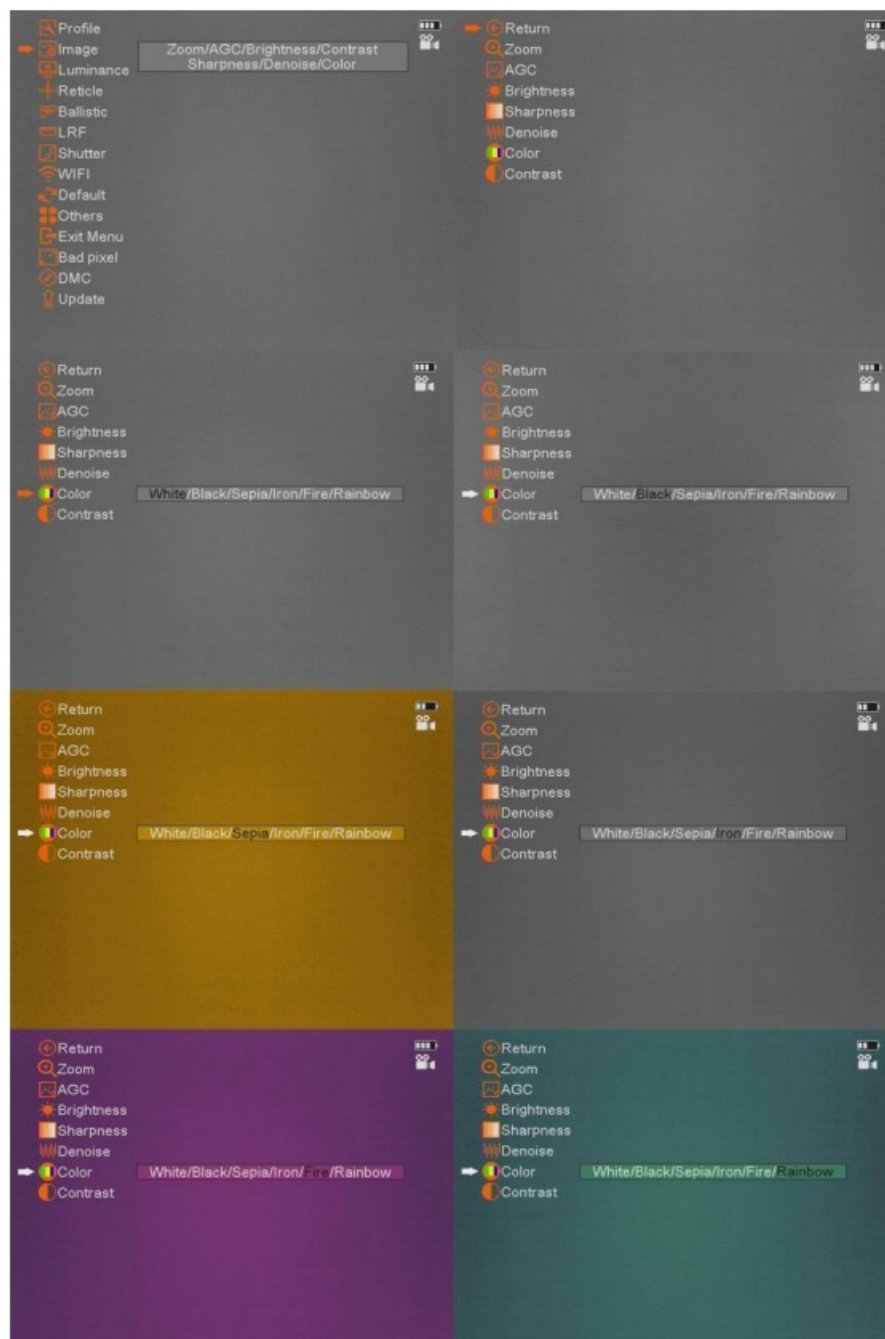 Profile
Image
Zoom/AGC/Brightness/Contrast
Sharpness/Denoise/Color
Luminance
Reticle
Ballistic
LRF
Shutter
WIFI
Default
Others
Exit Menu
Bad pixel
DMC
Update
Return
Zoom
AGC
Brightness
Sharpness
Denoise
Color
Contrast
Return
Zoom
AGC
Brightness
Sharpness
Denoise
Color White/Black/Sepia/Iron/Fire/Rainbow
Contrast
Return
Zoom
AGC
Brightness
Sharpness
Denoise
Color White/Black/Sepia/Iron/Fire/Rainbow
Contrast
Return
Zoom
AGC
Brightness
Sharpness
Denoise
Color White/Black/Sepia/Iron/Fire/Rainbow
Contrast
Return
Zoom
AGC
Brightness
Sharpness
Denoise
Color White/Black/Sepia/Iron/Fire/Rainbow
Contrast
Return
Zoom
AGC
Brightness
Sharpness
Denoise
Color White/Black/Sepia/Iron/Fire/Rainbow
Contrast
Return
Zoom
AGC
Brightness
Sharpness
Denoise
Color White/Black/Sepia/Iron/Fire/Rainbow
Contrast